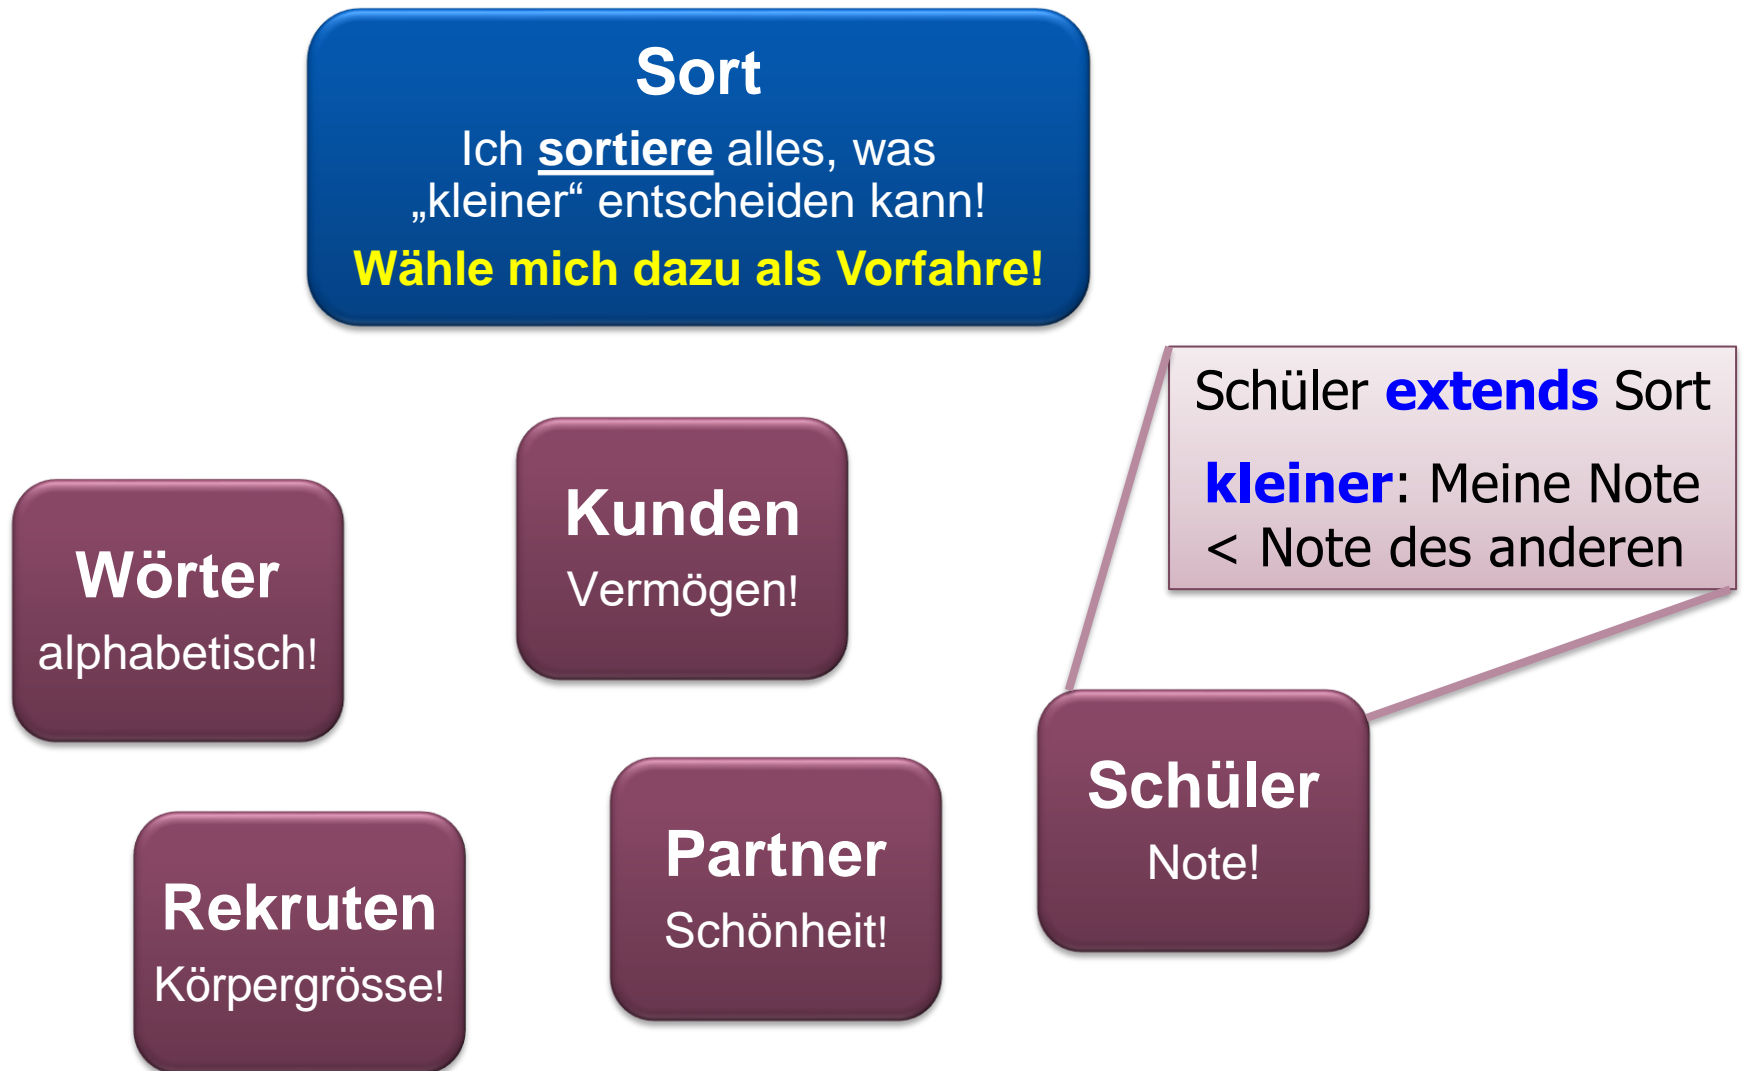 Sort
Ich sortiere alles, was
„kleiner“ entscheiden kann!
Wähle mich dazu als Vorfahre!
Schüler extends Sort
kleiner: Meine Note
< Note des anderen
Kunden
Vermögen!
Wörter
alphabetisch!
Schüler
Note!
Partner
Schönheit!
Rekruten
Körpergrösse!